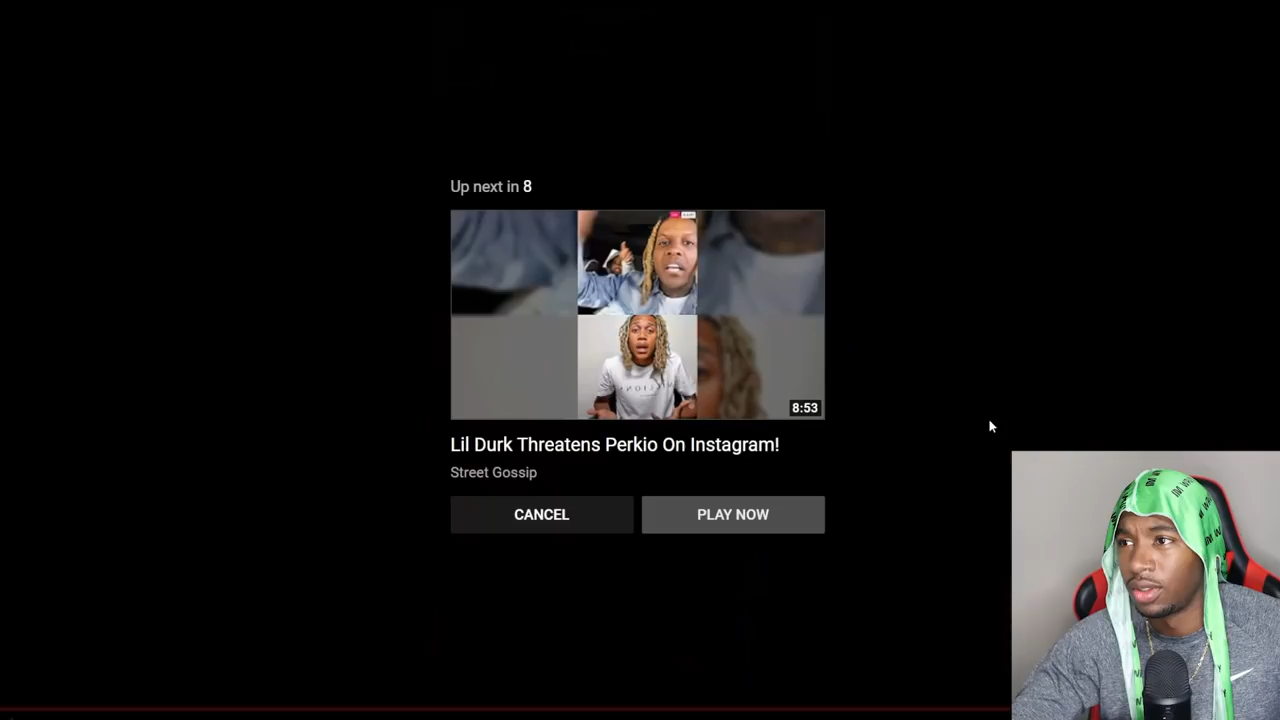 Up next in 8
8:53
Lil Durk Threatens Perkio On Instagram!
Street Gossip
CANCEL
PLAY NOW